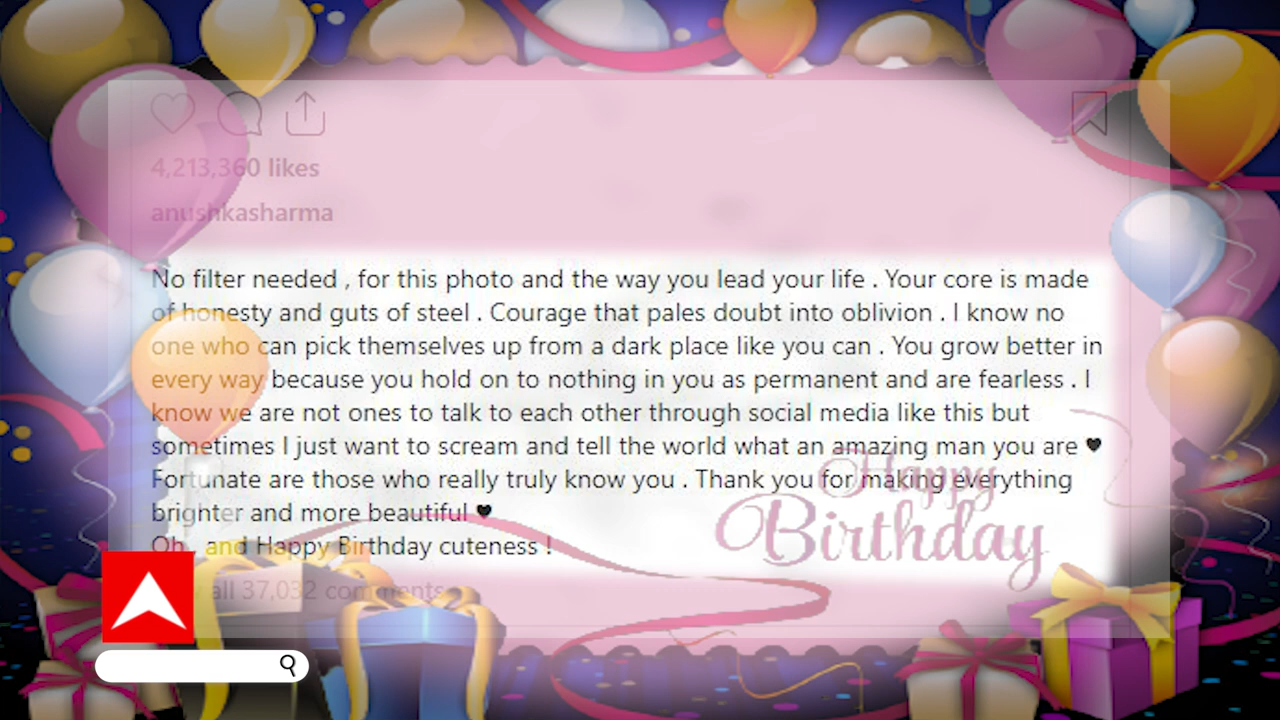 4,213,360 likes
anushkasharma
No filter needed , for this photo and the way you lead your life . Your core is made
of honesty and guts of steel . Courage that pales doubt into oblivion . I know no
one who can pick themselves up from a dark place like you can . You grow better in
every way because you hold on to nothing in you as permanent and are fearless . I
know we are not ones to talk to each other through social media like this but
sometimes I just want to scream and tell the world what an amazing man you are ♥
Fortunate are those who really truly know you . Thank you for making everything
brighter and more beautiful ♥
Oh , and Happy Birthday cuteness !
all 37,032 comments
Happy
Birthday